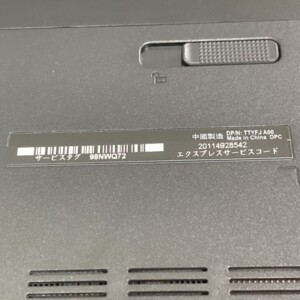 中國製造 DP/N: TTYFJ A00
Made in China DPC
サービスタグ 98NWQ72
20114928542
エクスプレスサービスコード